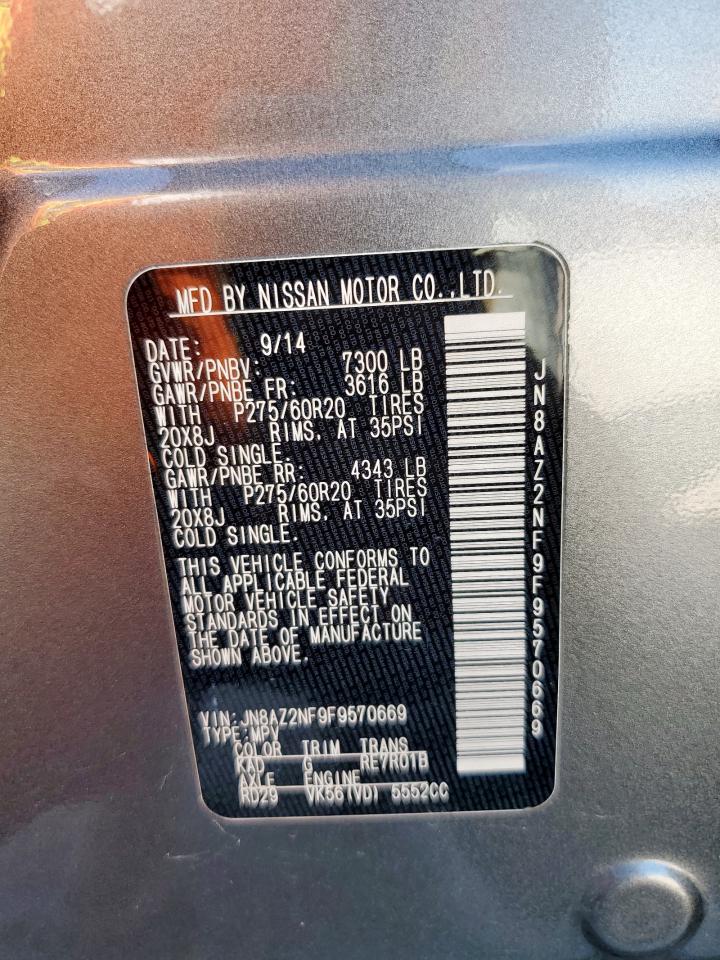 MFD BY NISSAN MOTOR CO.,LTD.
DATE: 9/14
GVWR/PNBV: 7300 LB
GAWR/PNBE FR: 3616 LB
WITH P275/60R20 TIRES
20X8J RIMS, AT 35PSI
COLD SINGLE.
GAWR/PNBE RR: 4343 LB
WITH P275/60R20 TIRES
20X8J RIMS, AT 35PSI
COLD SINGLE.
THIS VEHICLE CONFORMS TO
ALL APPLICABLE FEDERAL
MOTOR VEHICLE SAFETY
STANDARDS IN EFFECT ON
THE DATE OF MANUFACTURE
SHOWN ABOVE.
VIN:JN8AZ2NF9F9570669
TYPE:MPV
COLOR TRIM TRANS
KAD G RE7R01B
AXLE ENGINE
RD29 VK56(VD) 5552CC
JN8AZ2NF9F9570669